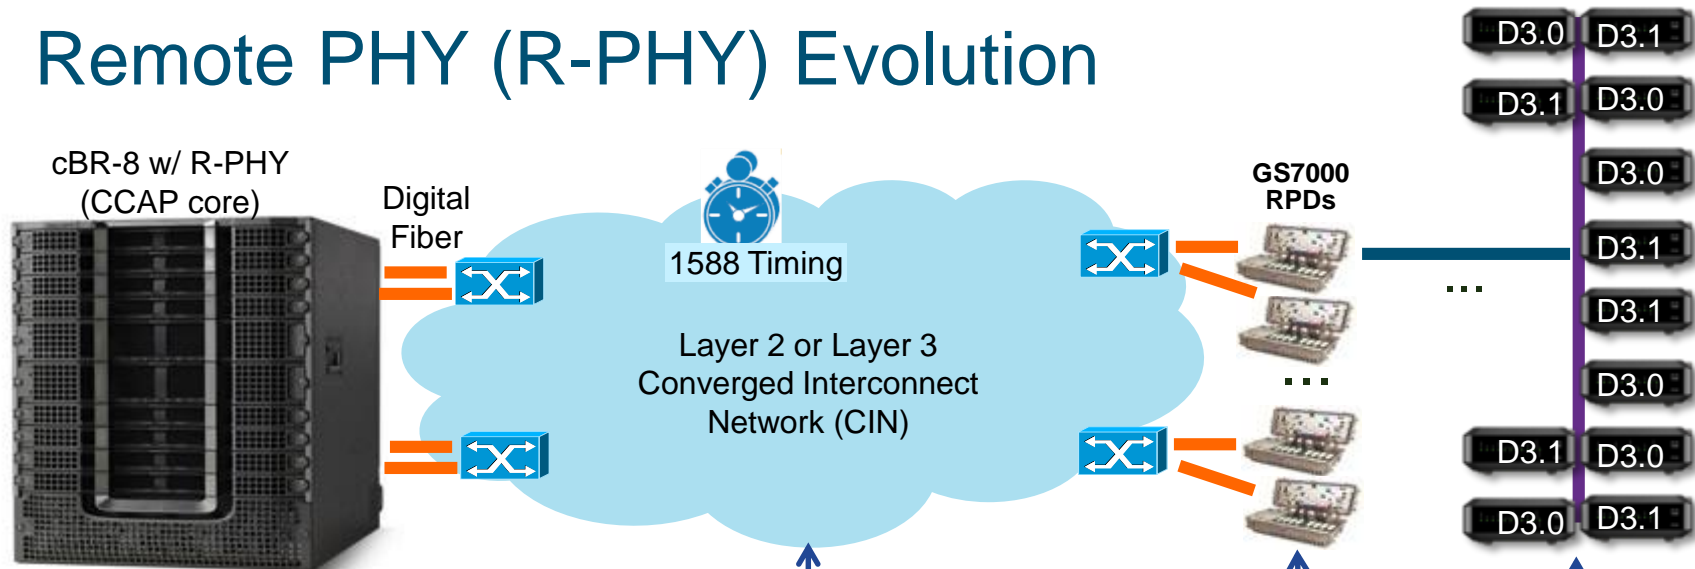 Remote PHY (R-PHY) Evolution
cBR-8 w/ R-PHY
(CCAP core)
Digital
Fiber
1588 Timing
Layer 2 or Layer 3
Converged Interconnect
Network (CIN)
GS7000
RPDs
...
...
D3.0 D3.1
D3.1 D3.0
D3.0
D3.1
D3.1
D3.0
D3.1 D3.0
D3.0 D3.1